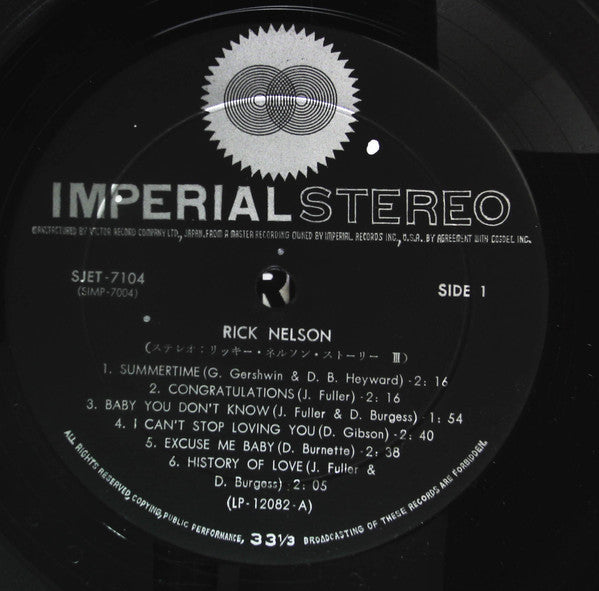 IMPERIAL STEREO
MANUFACTURED BY VICTOR RECORD COMPANY LTD., JAPAN.FROM A MASTER RECORDING OWNED BY IMPERIAL RECORDS INC., U.S.A. BY AGREEMENT WITH COSDEL INC.
SJET-7104
(SIMP-7004)
SIDE 1
R
RICK NELSON
(ステレオ：リッキー・ネルソン・ストーリー Ⅲ)
1. SUMMERTIME (G. Gershwin & D. B. Heyward) - 2: 16
2. CONGRATULATIONS (J. Fuller) - 2: 16
3. BABY YOU DON'T KNOW (J. Fuller & D. Burgess) - 1: 54
4. I CAN'T STOP LOVING YOU (D. Gibson) - 2: 40
5. EXCUSE ME BABY (D. Burnette) - 2: 38
6. HISTORY OF LOVE (J. Fuller &
D. Burgess) - 2: 05
(LP-12082-A)
ALL RIGHTS RESERVED, COPYING, PUBLIC PERFORMANCE, 33 1/3 BROADCASTING OF THESE RECORDS ARE FORBIDDEN.